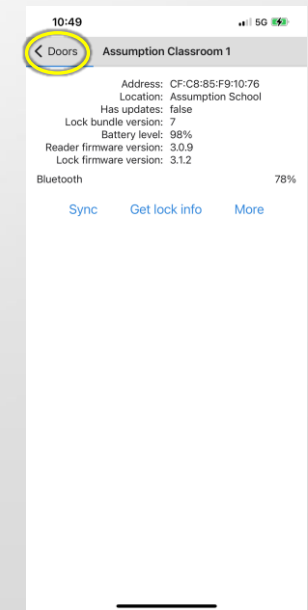 10:49 5G
Doors Assumption Classroom 1
Address: CF:C8:85:F9:10:76
Location: Assumption School
Has updates: false
Lock bundle version: 7
Battery level: 98%
Reader firmware version: 3.0.9
Lock firmware version: 3.1.2
Bluetooth 78%
Sync Get lock info More